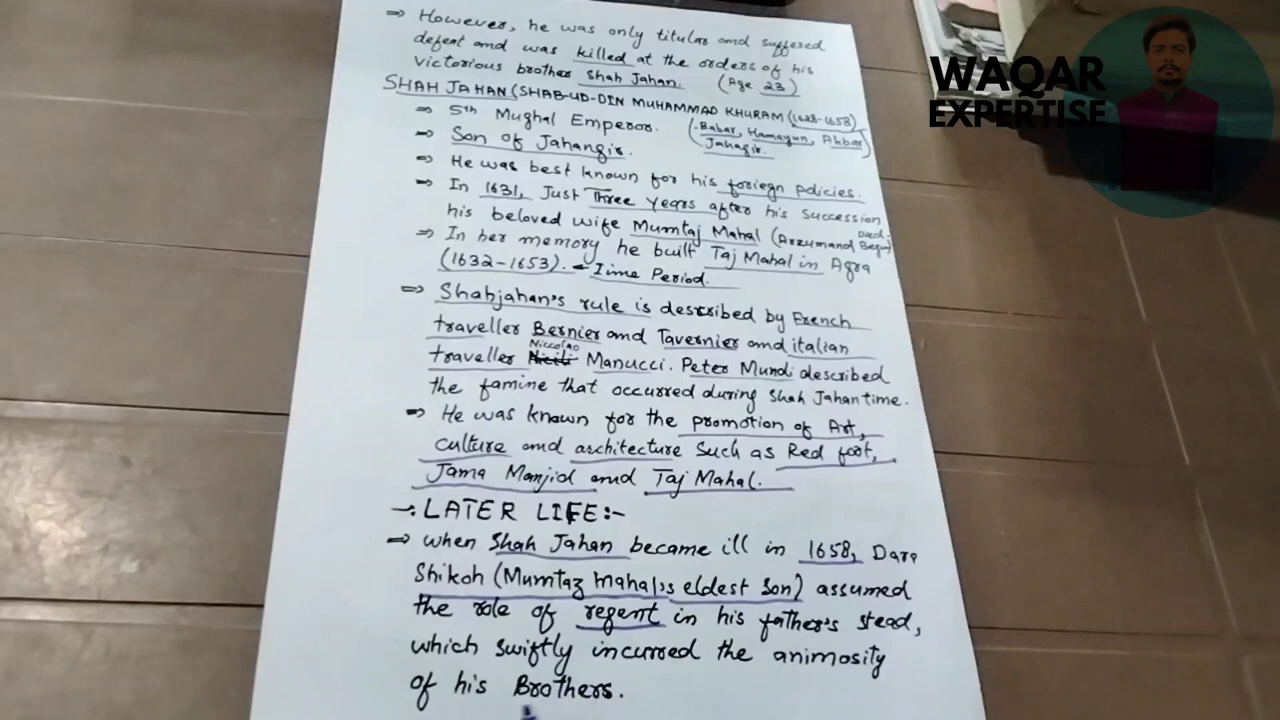 ⇒ However, he was only titular and suffered
defeat and was killed at the orders of his
victorious brother Shah Jahan. (Age 23)
SHAH JAHAN (SHAB-UD-DIN MUHAMMAD KHURAM (1628-1658)
⇒ 5th Mughal Emperor. (Babar, Hamayun, Akbar
Jahagir.)
⇒ Son of Jahangir.
⇒ He was best known for his foriegn policies.
⇒ In 1631, Just Three years after his succession
his beloved wife Mumtaj Mahal (Arzumand Begum) Died.
⇒ In her memory he built Taj Mahal in Agra
(1632-1653). - Time Period.
⇒ Shahjahan's rule is described by French
traveller Bernier and Tavernier and italian
traveller Niccolao Manucci. Peter Mundi described
the famine that occurred during Shah Jahan time.
⇒ He was known for the promotion of Art,
culture and architecture Such as Red fort,
Jama Manjid and Taj Mahal.
-: LATER LIFE:-
⇒ when Shah Jahan became ill in 1658, Dara
Shikoh (Mumtaz mahal's eldest son) assumed
the role of regent in his father's stead,
which swiftly incurred the animosity
of his Brothers.
WAQAR
EXPERTISE